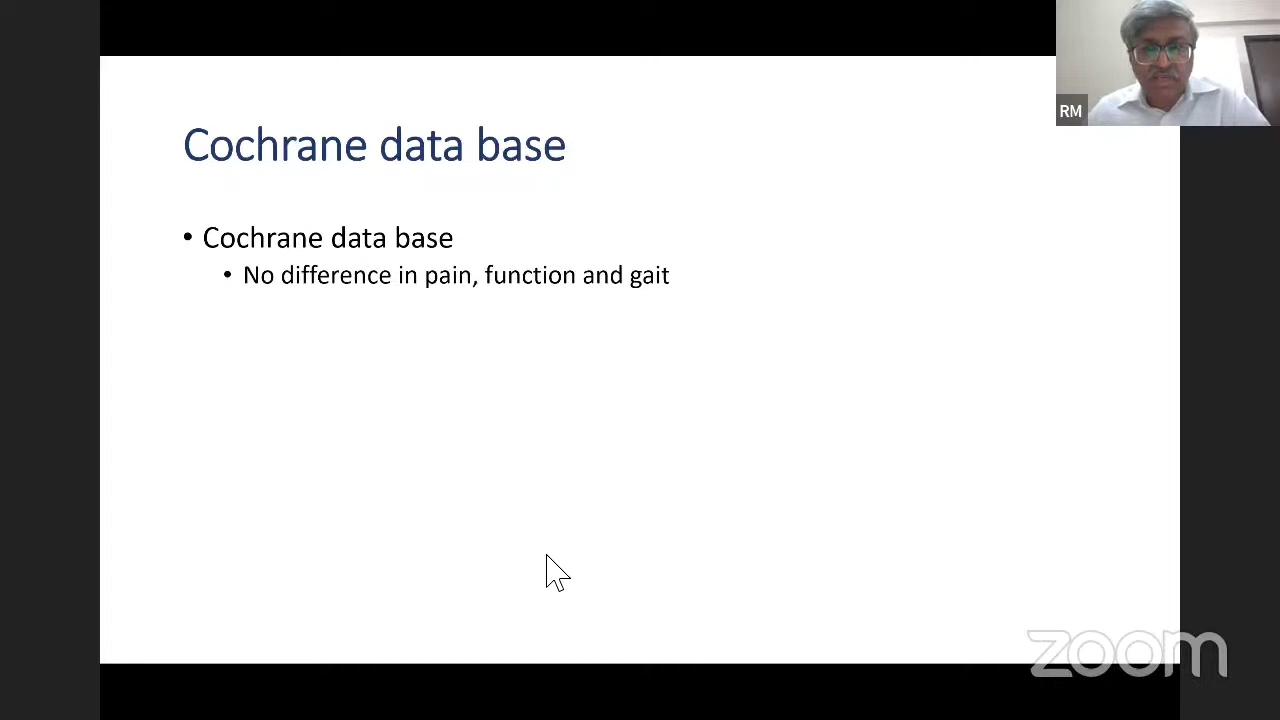 RM
Cochrane data base
• Cochrane data base
• No difference in pain, function and gait
zoom